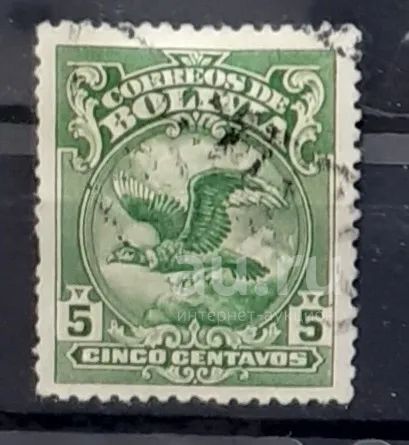 CORREOS DE
BOLIVIA
au.ru
интернет-аукцион
5 5
CINCO CENTAVOS